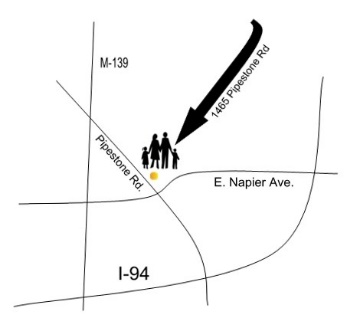 M-139
1465 Pipestone Rd
Pipestone Rd.
E. Napier Ave.
I-94